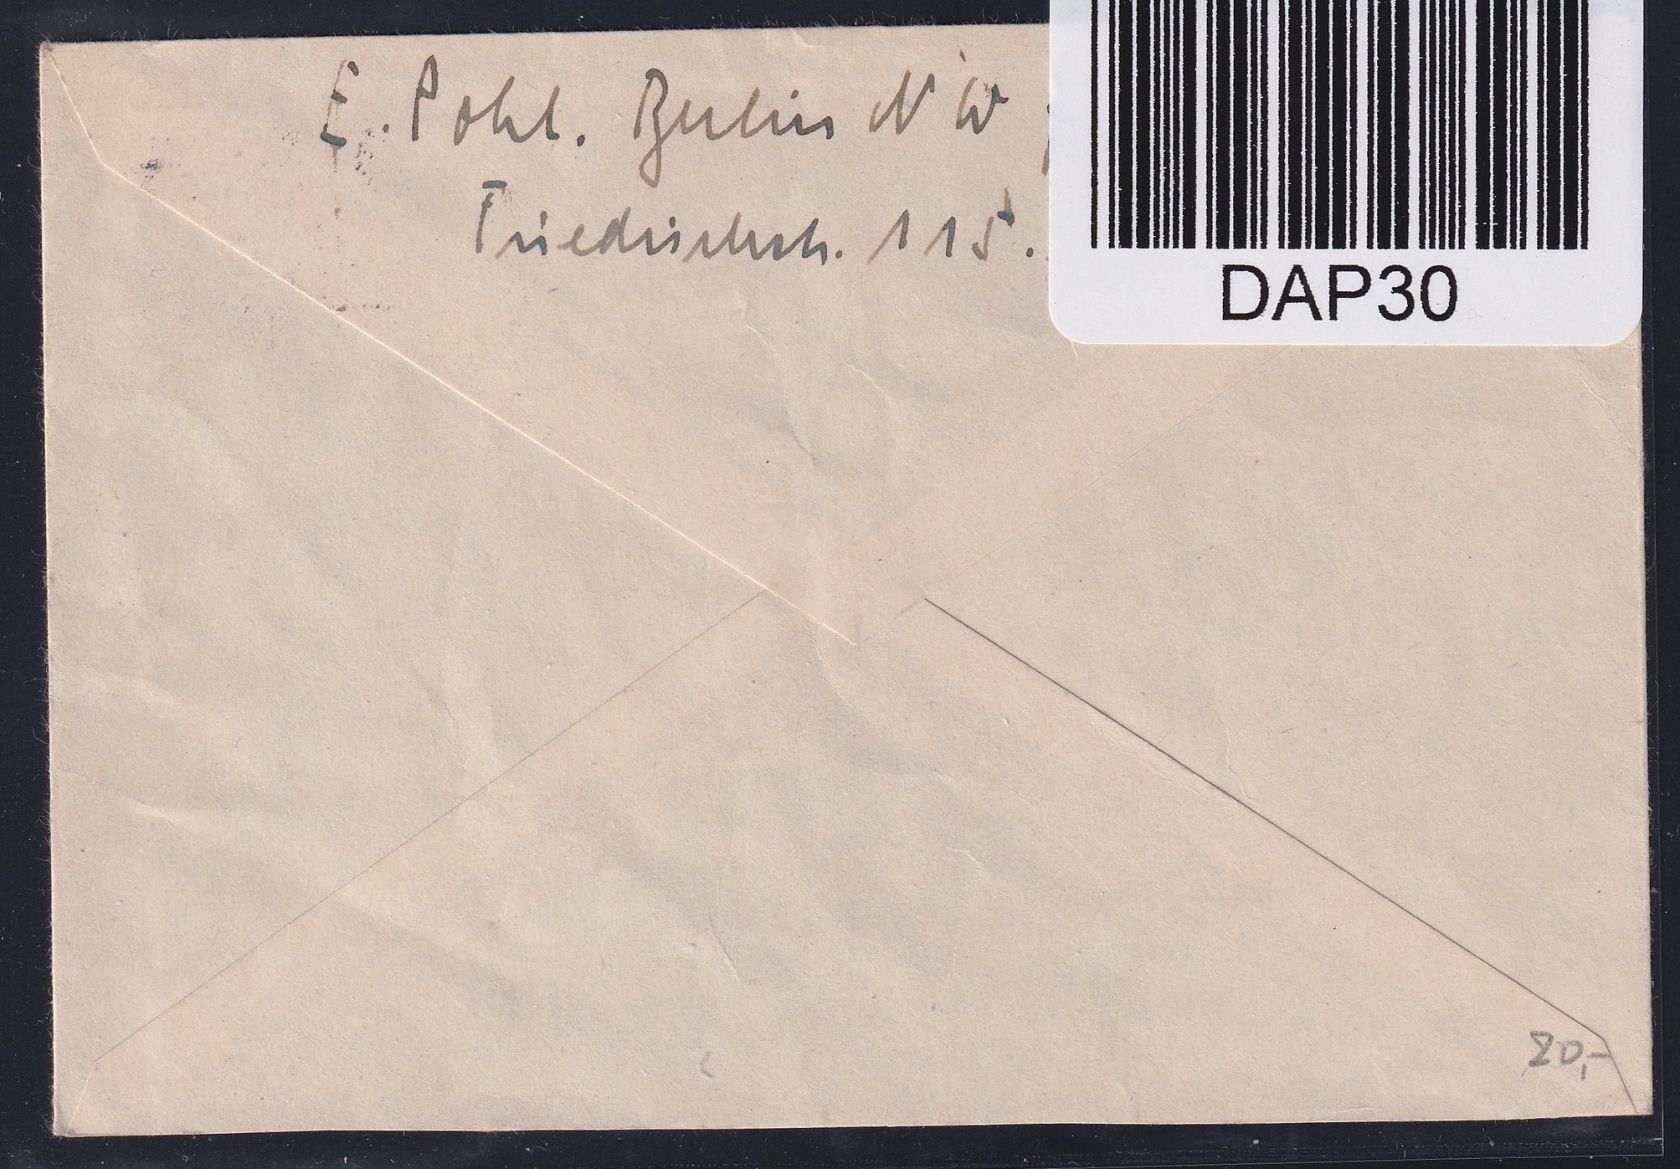 E. Pohl. Berlin NW
Friedrichstr. 115.
DAP30
20,-